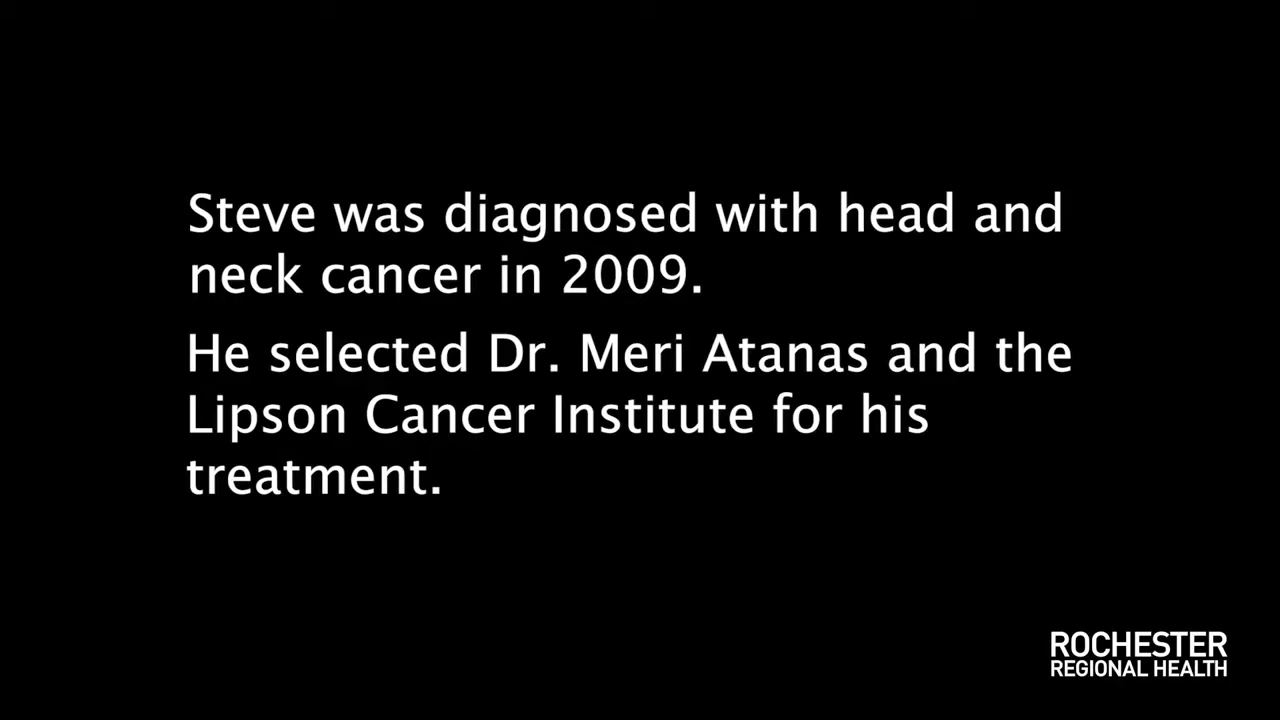 Steve was diagnosed with head and
neck cancer in 2009.
He selected Dr. Meri Atanas and the
Lipson Cancer Institute for his
treatment.
ROCHESTER
REGIONAL HEALTH